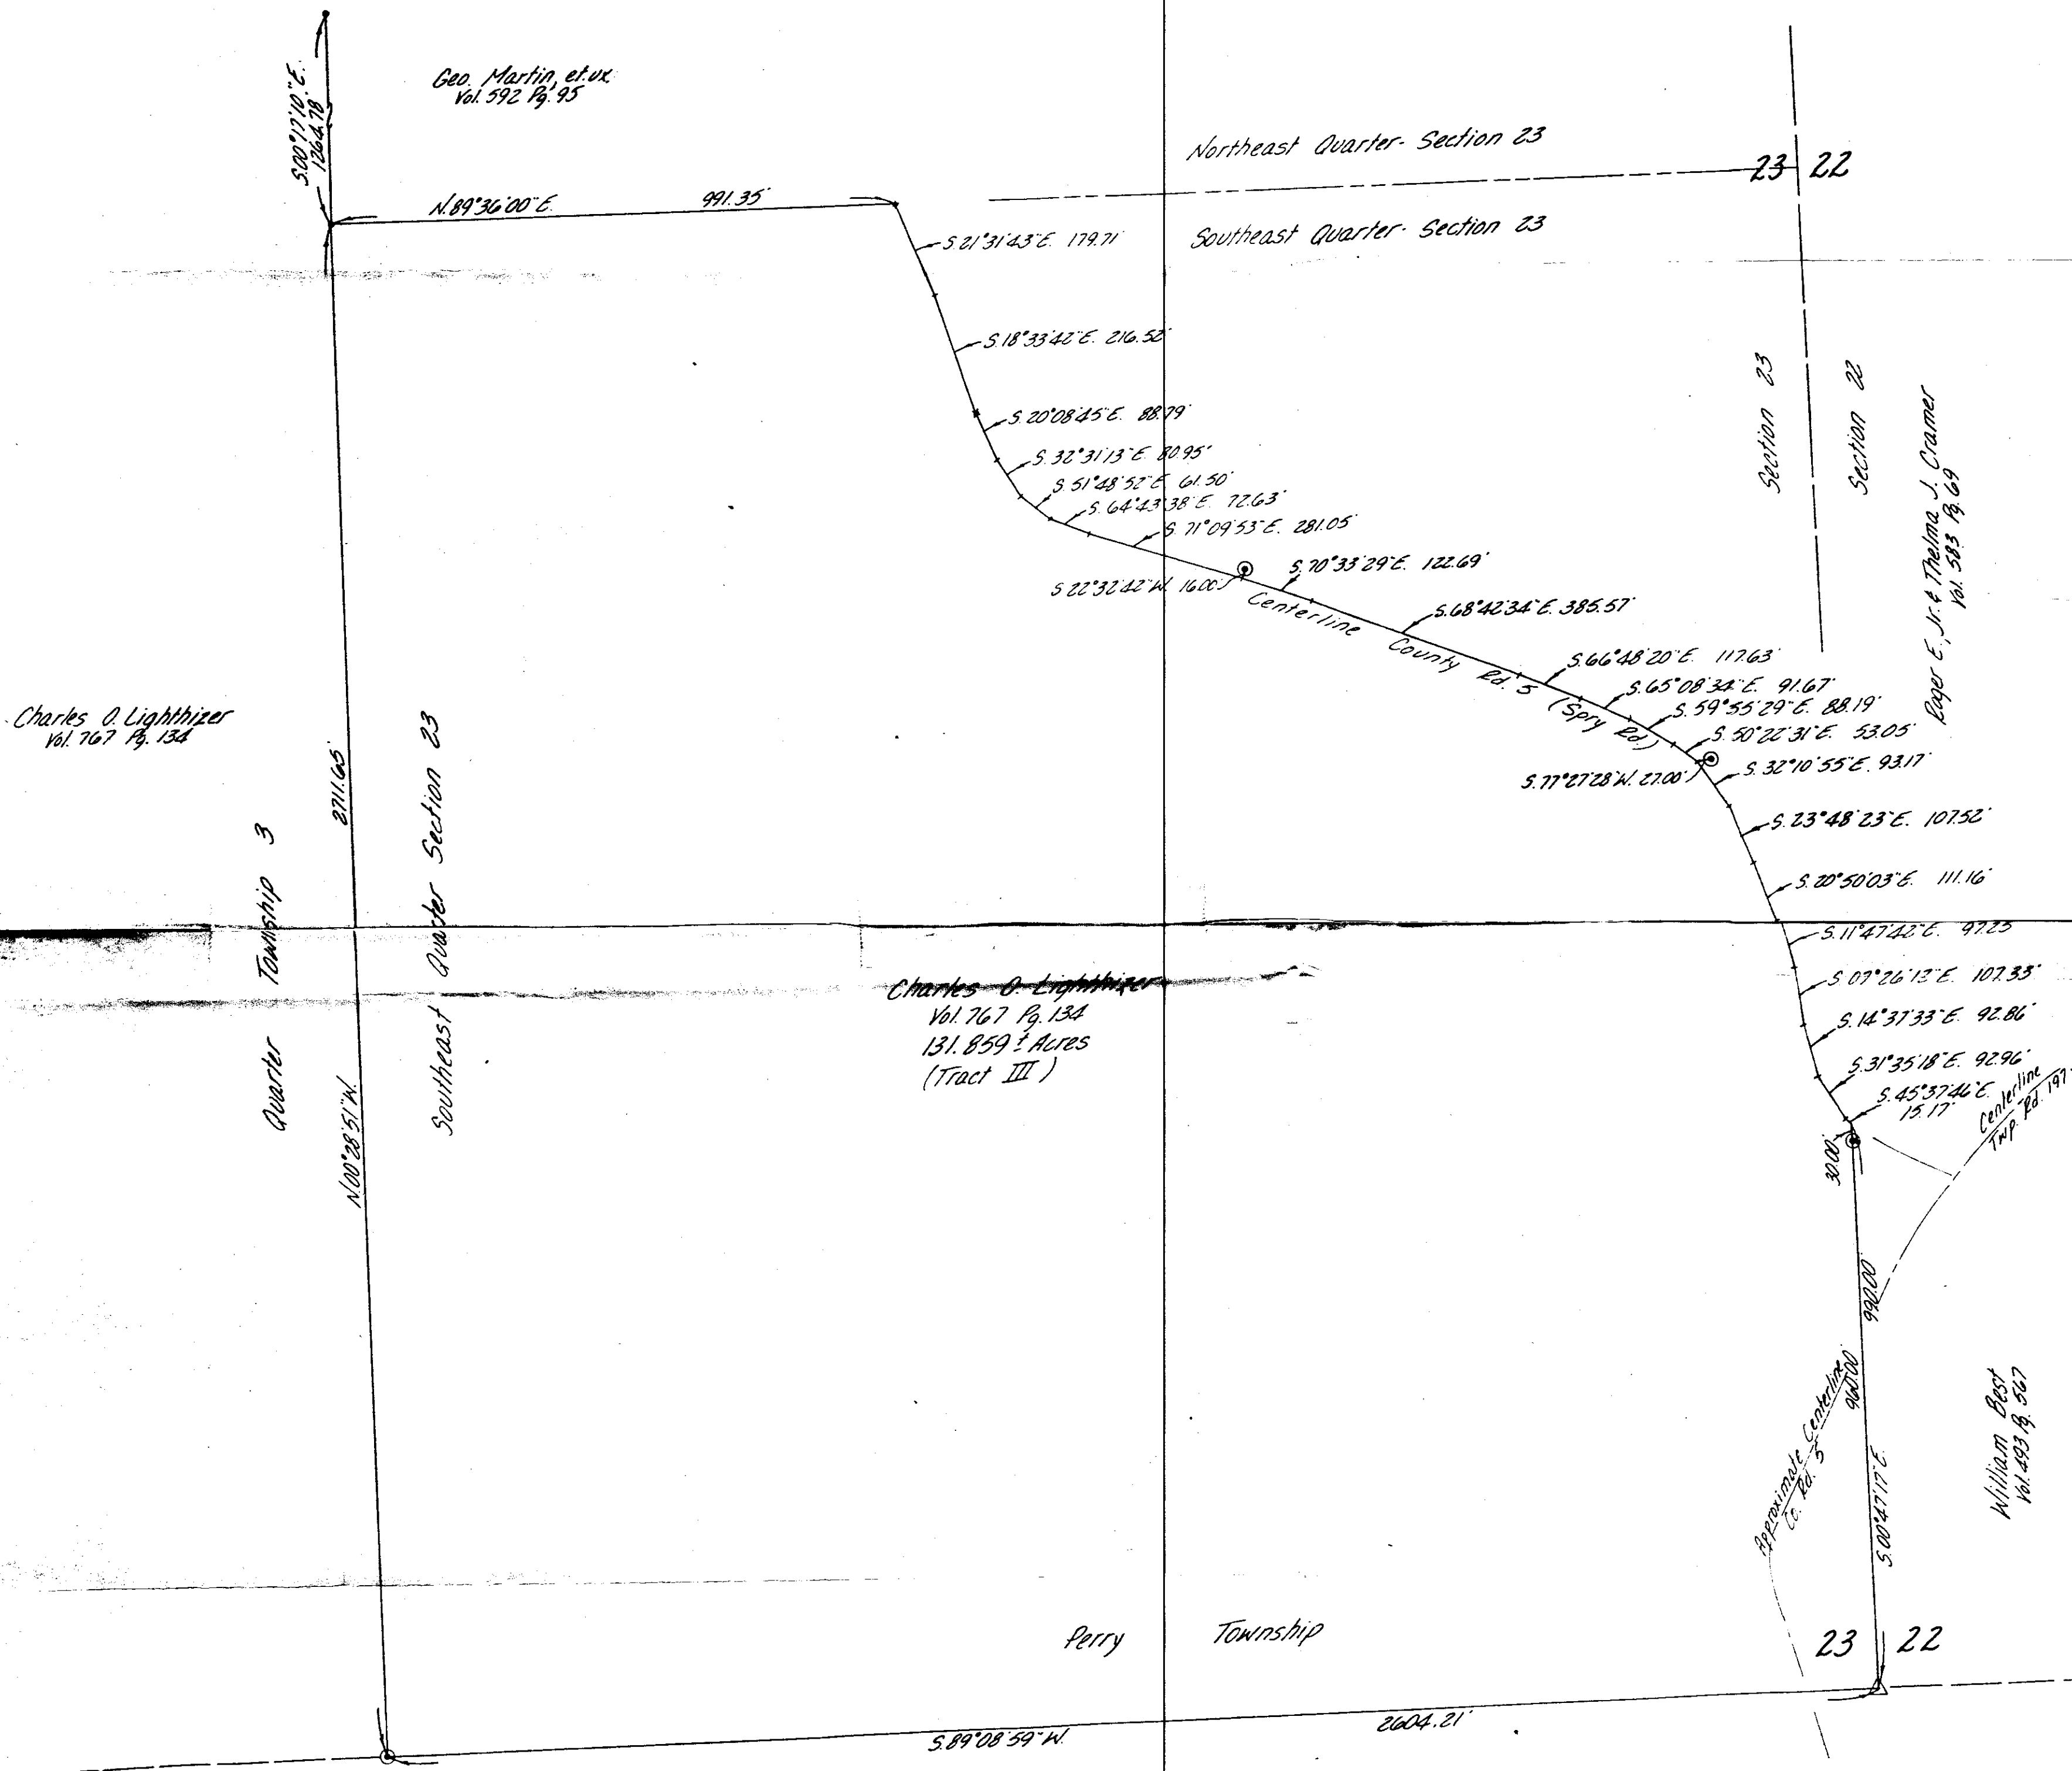 S.00°17'10"E.
1264.78'
Geo. Martin, et.ux.
Vol. 592 Pg. 95
Northeast Quarter- Section 23
23 22
N.89°36'00"E. 991.35'
Southeast Quarter- Section 23
S.21°31'43"E. 179.71'
S.18°33'42"E. 216.52'
S.20°08'45"E. 88.79'
S.32°31'13"E. 80.95'
S.51°48'52"E. 61.50'
S.64°43'38"E. 72.63'
S.71°09'53"E. 281.05'
S.22°32'42"W. 16.00'
S.70°33'29"E. 122.69'
S.68°42'34"E. 385.57'
Centerline County Rd. 5 (Spry Rd.)
S.66°48'20"E. 117.63'
S.65°08'34"E. 91.67'
S.59°55'29"E. 88.19'
S.50°22'31"E. 53.05'
S.77°27'28"W. 27.00'
S.32°10'55"E. 93.17'
S.23°48'23"E. 107.52'
S.20°50'03"E. 111.16'
S.11°47'42"E. 97.25'
S.07°26'13"E. 107.33'
S.14°37'33"E. 92.86'
S.31°35'18"E. 92.96'
S.45°37'46"E.
15.17'
Section 23
Section 22
Roger E., Jr. & Thelma J. Cramer
Vol. 583 Pg. 69
Charles O. Lighthizer
Vol. 767 Pg. 134
2711.65'
N.00°28'51"W.
Quarter Township 3
Southeast Quarter Section 23
Charles O. Lighthizer
Vol. 767 Pg. 134
131.859 ± Acres
(Tract III)
Centerline
Twp. Rd. 197
30.00'
990.00'
960.00'
S.00°47'17"E.
Approximate Centerline
Co. Rd. 5
William Best
Vol. 493 Pg. 567
Perry Township
23 22
S.89°08'59"W. 2604.21'